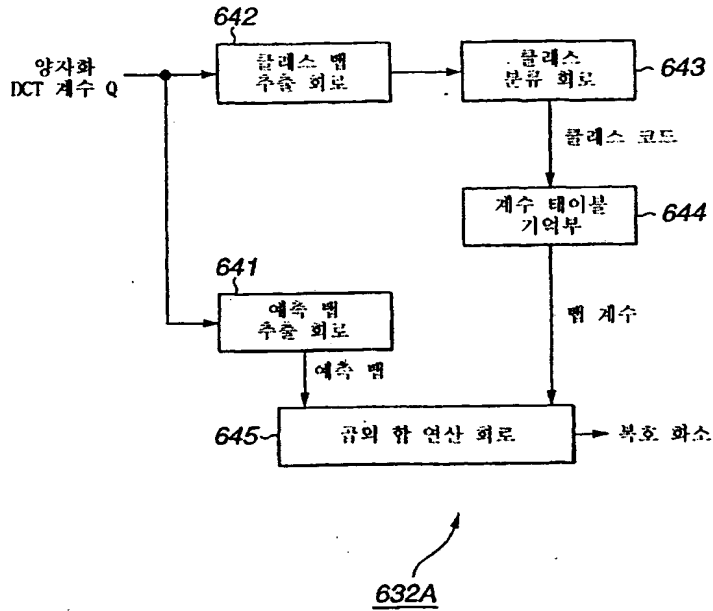 642
양자화
DCT 계수 Q
클래스 탭
추출 회로
클래스
분류 회로
643
클래스 코드
계수 테이블
기억부
644
641
예측 탭
추출 회로
탭 계수
예측 탭
645
곱의 합 연산 회로
복호 화소
632A